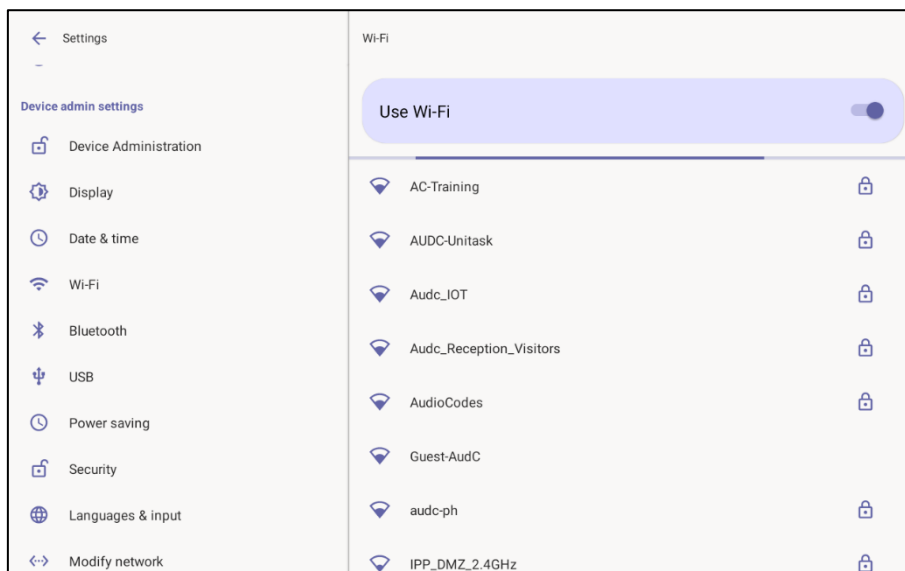 Settings
Device admin settings
Device Administration
Display
Date & time
Wi-Fi
Bluetooth
USB
Power saving
Security
Languages & input
Modify network
Wi-Fi
Use Wi-Fi
AC-Training
AUDC-Unitask
Audc_IOT
Audc_Reception_Visitors
AudioCodes
Guest-AudC
audc-ph
IPP_DMZ_2.4GHz